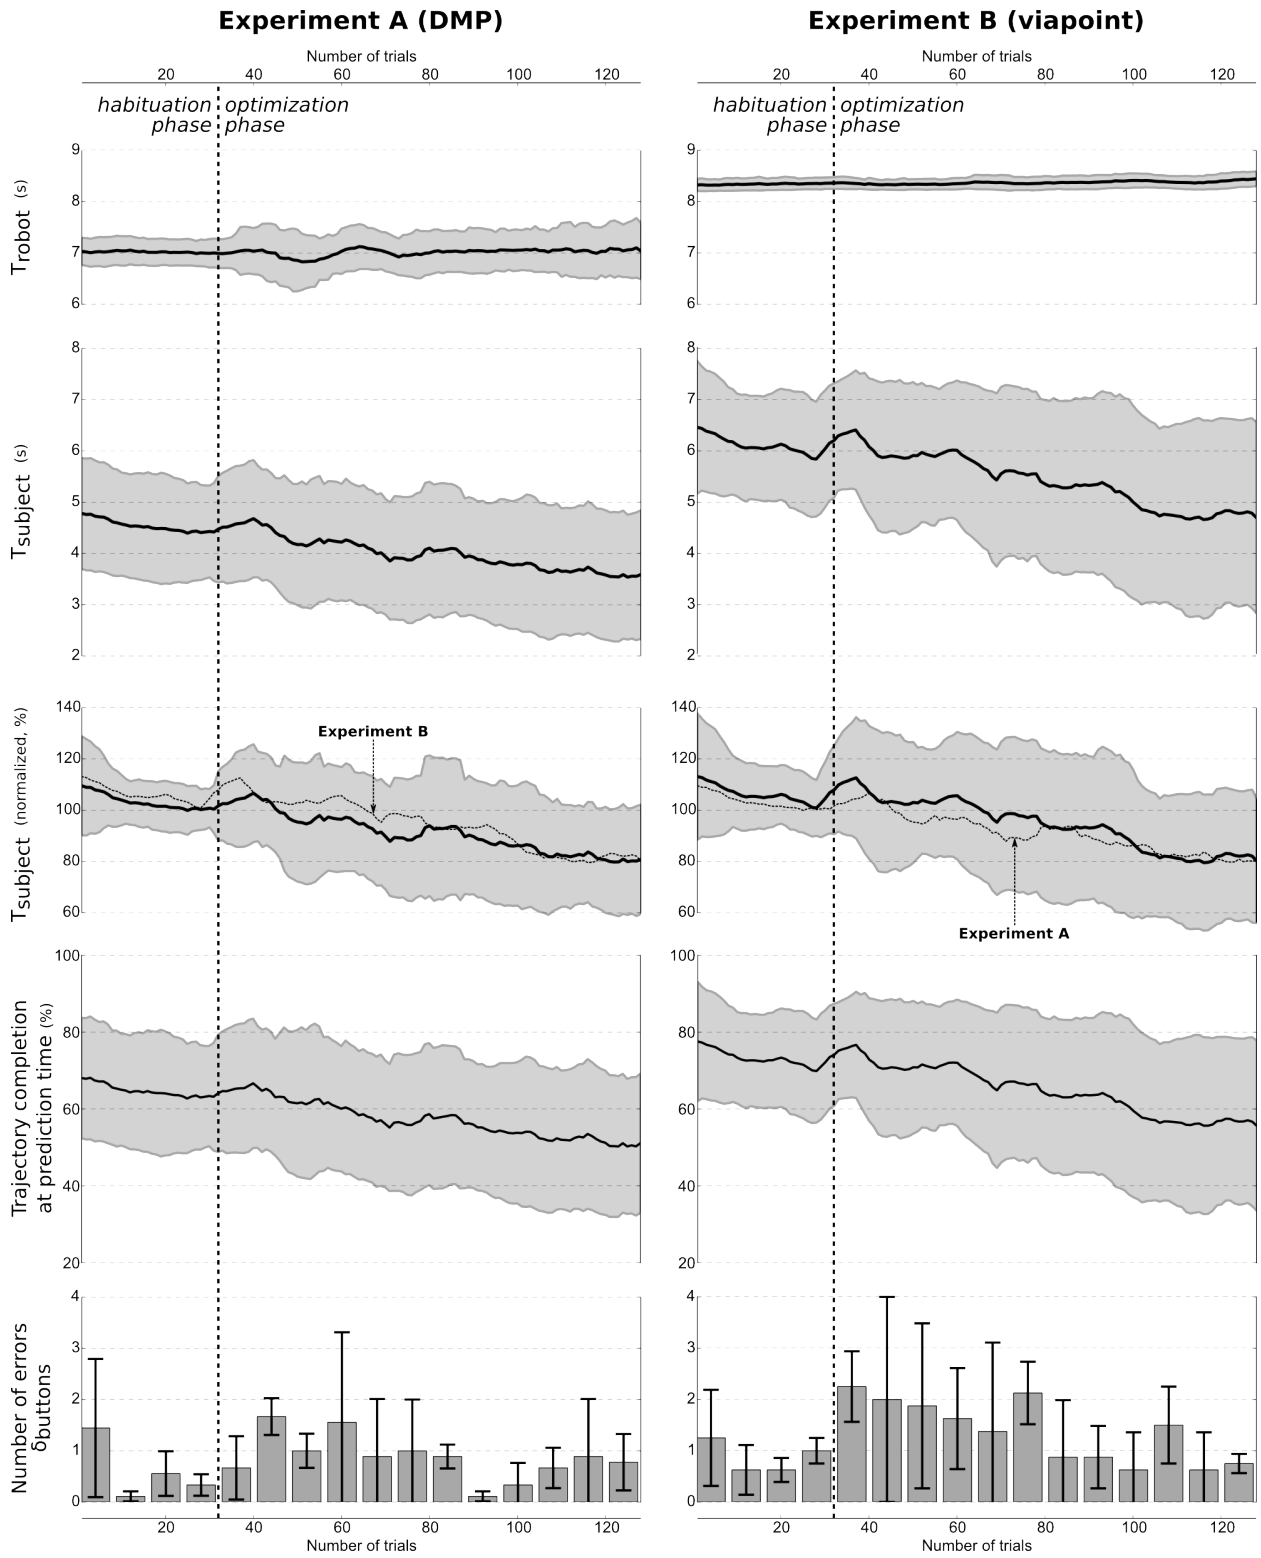 Experiment A (DMP)
Experiment B (viapoint)
Number of trials
Number of trials
20 40 60 80 100 120
20 40 60 80 100 120
habituation phase
optimization phase
habituation phase
optimization phase
Trobot (s)
9
8
7
6
9
8
7
6
Tsubject (s)
8
7
6
5
4
3
2
8
7
6
5
4
3
2
Tsubject (normalized, %)
140
120
100
80
60
Experiment B
140
120
100
80
60
Experiment A
Trajectory completion
at prediction time (%)
100
80
60
40
20
100
80
60
40
20
Number of errors
δbuttons
4
3
2
1
0
4
3
2
1
0
20 40 60 80 100 120
20 40 60 80 100 120
Number of trials
Number of trials